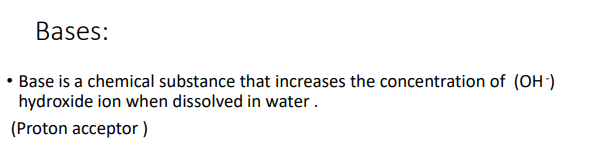 Bases:
• Base is a chemical substance that increases the concentration of (OH⁻)
hydroxide ion when dissolved in water .
(Proton acceptor )